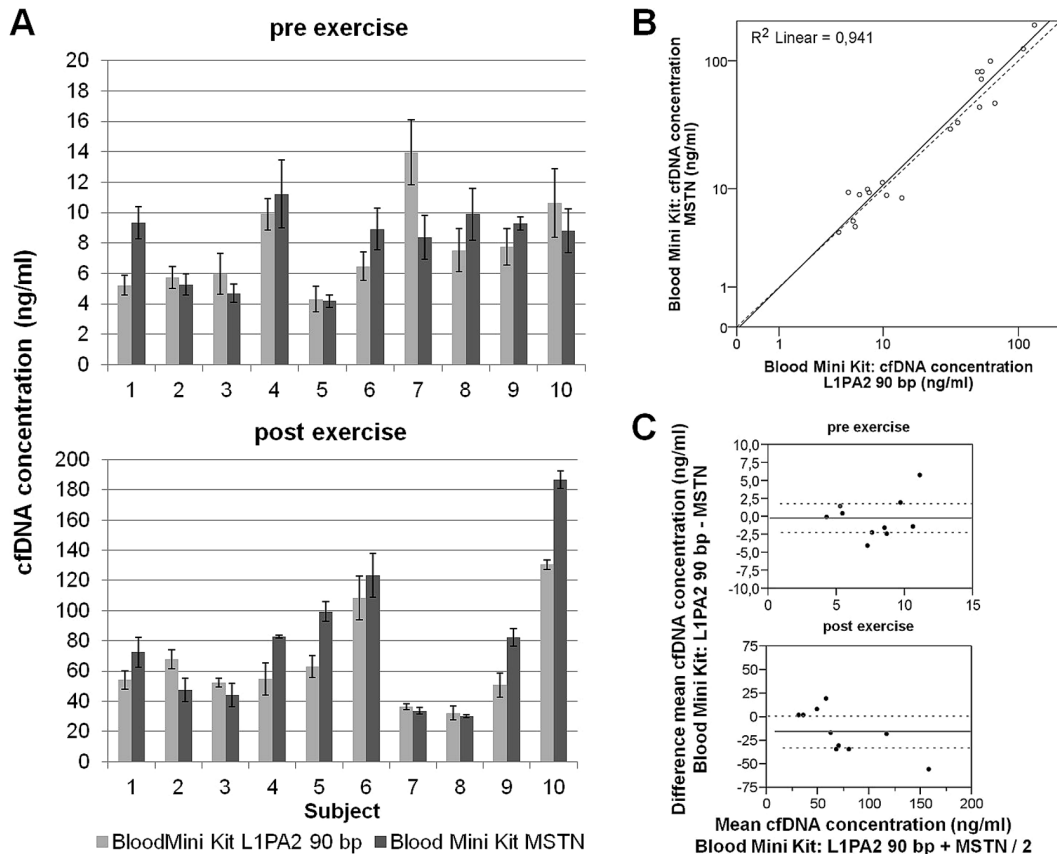 A
pre exercise
20
18
16
14
12
10
8
6
4
2
0
1 2 3 4 5 6 7 8 9 10
cfDNA concentration (ng/ml)
post exercise
200
180
160
140
120
100
80
60
40
20
0
1 2 3 4 5 6 7 8 9 10
Subject
BloodMini Kit L1PA2 90 bp Blood Mini Kit MSTN
B
R2 Linear = 0,941
Blood Mini Kit: cfDNA concentration
MSTN (ng/ml)
100
10
1
0
0 1 10 100
Blood Mini Kit: cfDNA concentration
L1PA2 90 bp (ng/ml)
C
Difference mean cfDNA concentration (ng/ml)
Blood Mini Kit: L1PA2 90 bp - MSTN
pre exercise
10,0
7,5
5,0
2,5
0,0
-2,5
-5,0
-7,5
-10,0
0 5 10 15
post exercise
75
50
25
0
-25
-50
-75
0 50 100 150 200
Mean cfDNA concentration (ng/ml)
Blood Mini Kit: L1PA2 90 bp + MSTN / 2